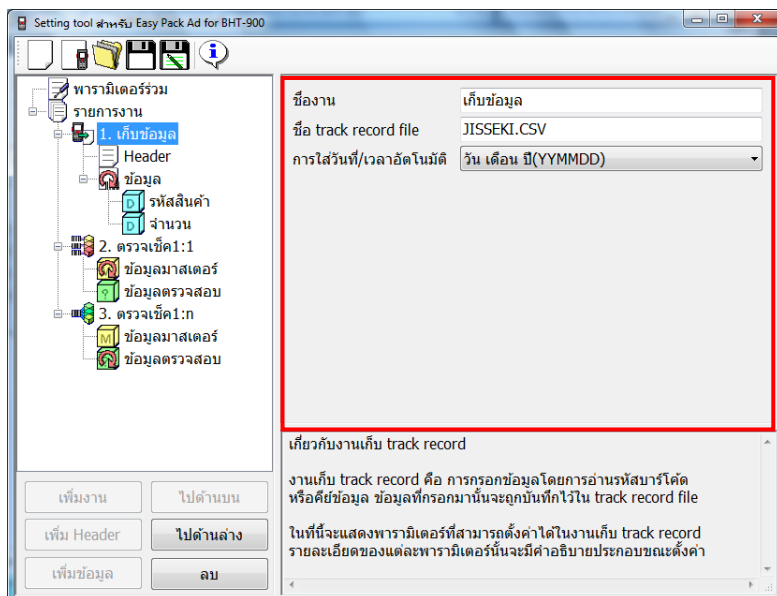 Setting tool สำหรับ Easy Pack Ad for BHT-900
พารามิเตอร์ร่วม
รายการงาน
1. เก็บข้อมูล
Header
ข้อมูล
D รหัสสินค้า
D จำนวน
2. ตรวจเช็ค1:1
ข้อมูลมาสเตอร์
? ข้อมูลตรวจสอบ
3. ตรวจเช็ค1:n
M ข้อมูลมาสเตอร์
ข้อมูลตรวจสอบ
เพิ่มงาน ไปด้านบน
เพิ่ม Header ไปด้านล่าง
เพิ่มข้อมูล ลบ
ชื่องาน เก็บข้อมูล
ชื่อ track record file JISSEKI.CSV
การใส่วันที่/เวลาอัตโนมัติ วัน เดือน ปี(YYMMDD)
เกี่ยวกับงานเก็บ track record
งานเก็บ track record คือ การกรอกข้อมูลโดยการอ่านรหัสบาร์โค้ด
หรือคีย์ข้อมูล ข้อมูลที่กรอกมานั้นจะถูกบันทึกไว้ใน track record file
ในที่นี้จะแสดงพารามิเตอร์ที่สามารถตั้งค่าได้ในงานเก็บ track record
รายละเอียดของแต่ละพารามิเตอร์นั้นจะมีคำอธิบายประกอบขณะตั้งค่า